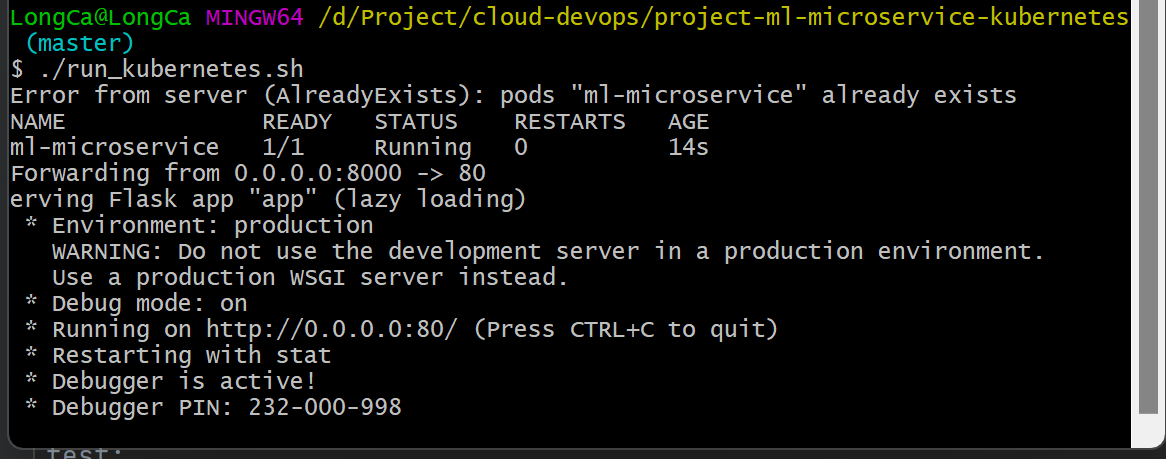 LongCa@LongCa MINGW64 /d/Project/cloud-devops/project-ml-microservice-kubernetes
(master)
$ ./run_kubernetes.sh
Error from server (AlreadyExists): pods "ml-microservice" already exists
NAME READY STATUS RESTARTS AGE
ml-microservice 1/1 Running 0 14s
Forwarding from 0.0.0.0:8000 -> 80
erving Flask app "app" (lazy loading)
* Environment: production
WARNING: Do not use the development server in a production environment.
Use a production WSGI server instead.
* Debug mode: on
* Running on http://0.0.0.0:80/ (Press CTRL+C to quit)
* Restarting with stat
* Debugger is active!
* Debugger PIN: 232-000-998
test: